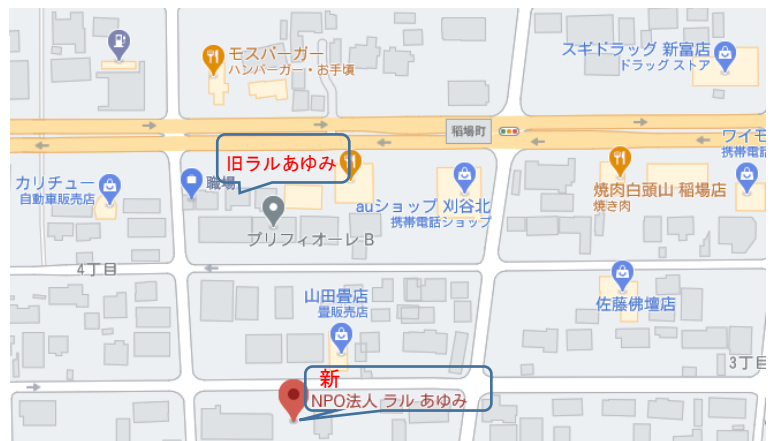 モスバーガー
ハンバーガー・お手頃
スギドラッグ 新富店
ドラッグ ストア
稲場町
ワイモ
携帯電話
旧ラルあゆみ
カリチュー
自動車販売店
職場
auショップ 刈谷北
携帯電話ショップ
焼肉白頭山 稲場店
焼き肉
プリフィオーレ B
4丁目
山田畳店
畳販売店
佐藤佛壇店
3丁目
新
NPO法人 ラル あゆみ